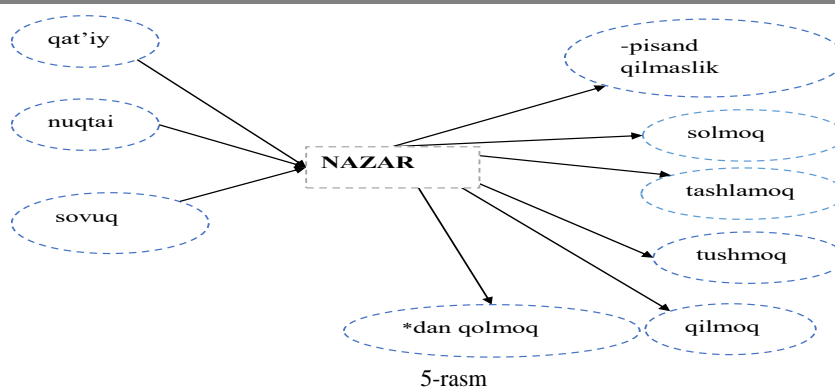 qat’iy
nuqtai
sovuq
NAZAR
-pisand
qilmaslik
solmoq
tashlamoq
tushmoq
qilmoq
*dan qolmoq
5-rasm